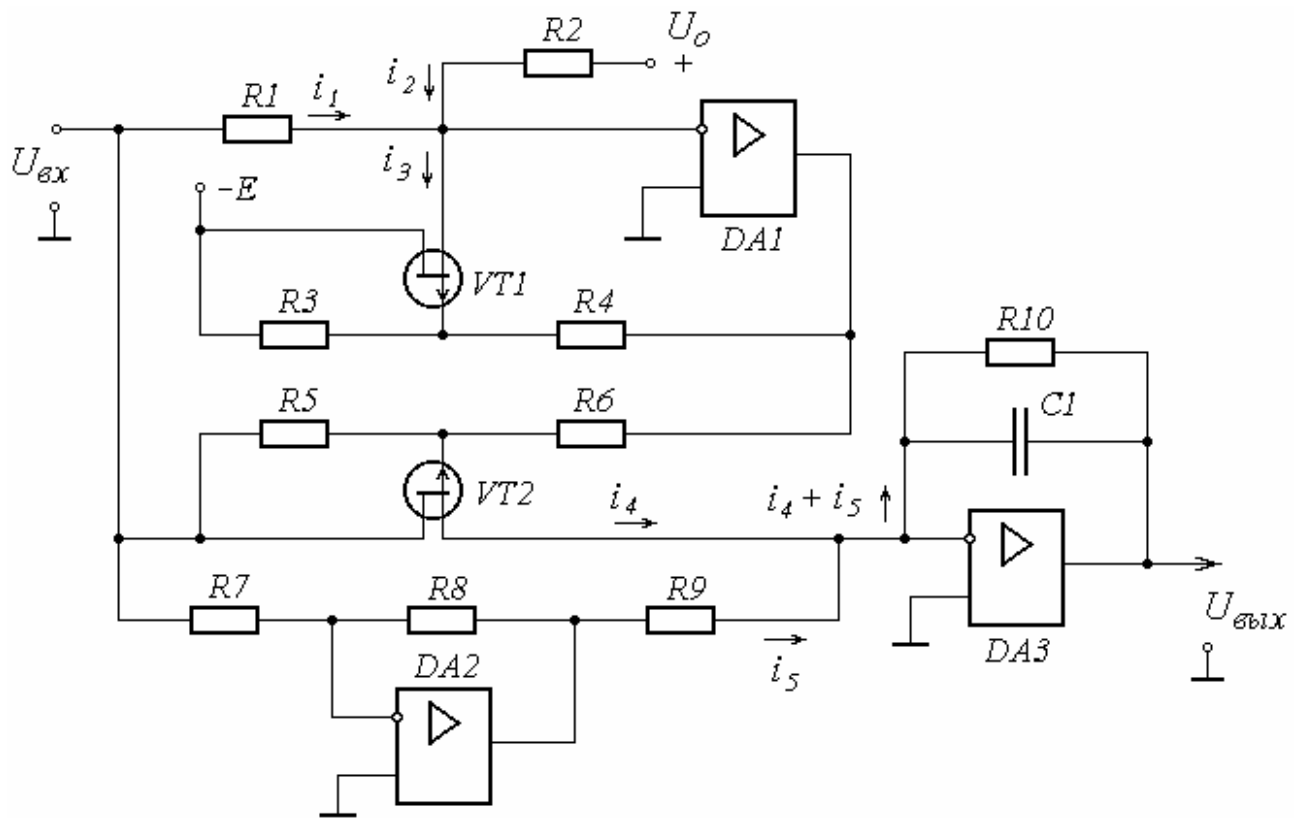 R2
Uo
+
i2
R1
i1
Uвх
i3
−E
DA1
VT1
R3
R4
R10
C1
R5
R6
VT2
i4
i4 + i5
R7
R8
R9
DA2
i5
DA3
Uвых